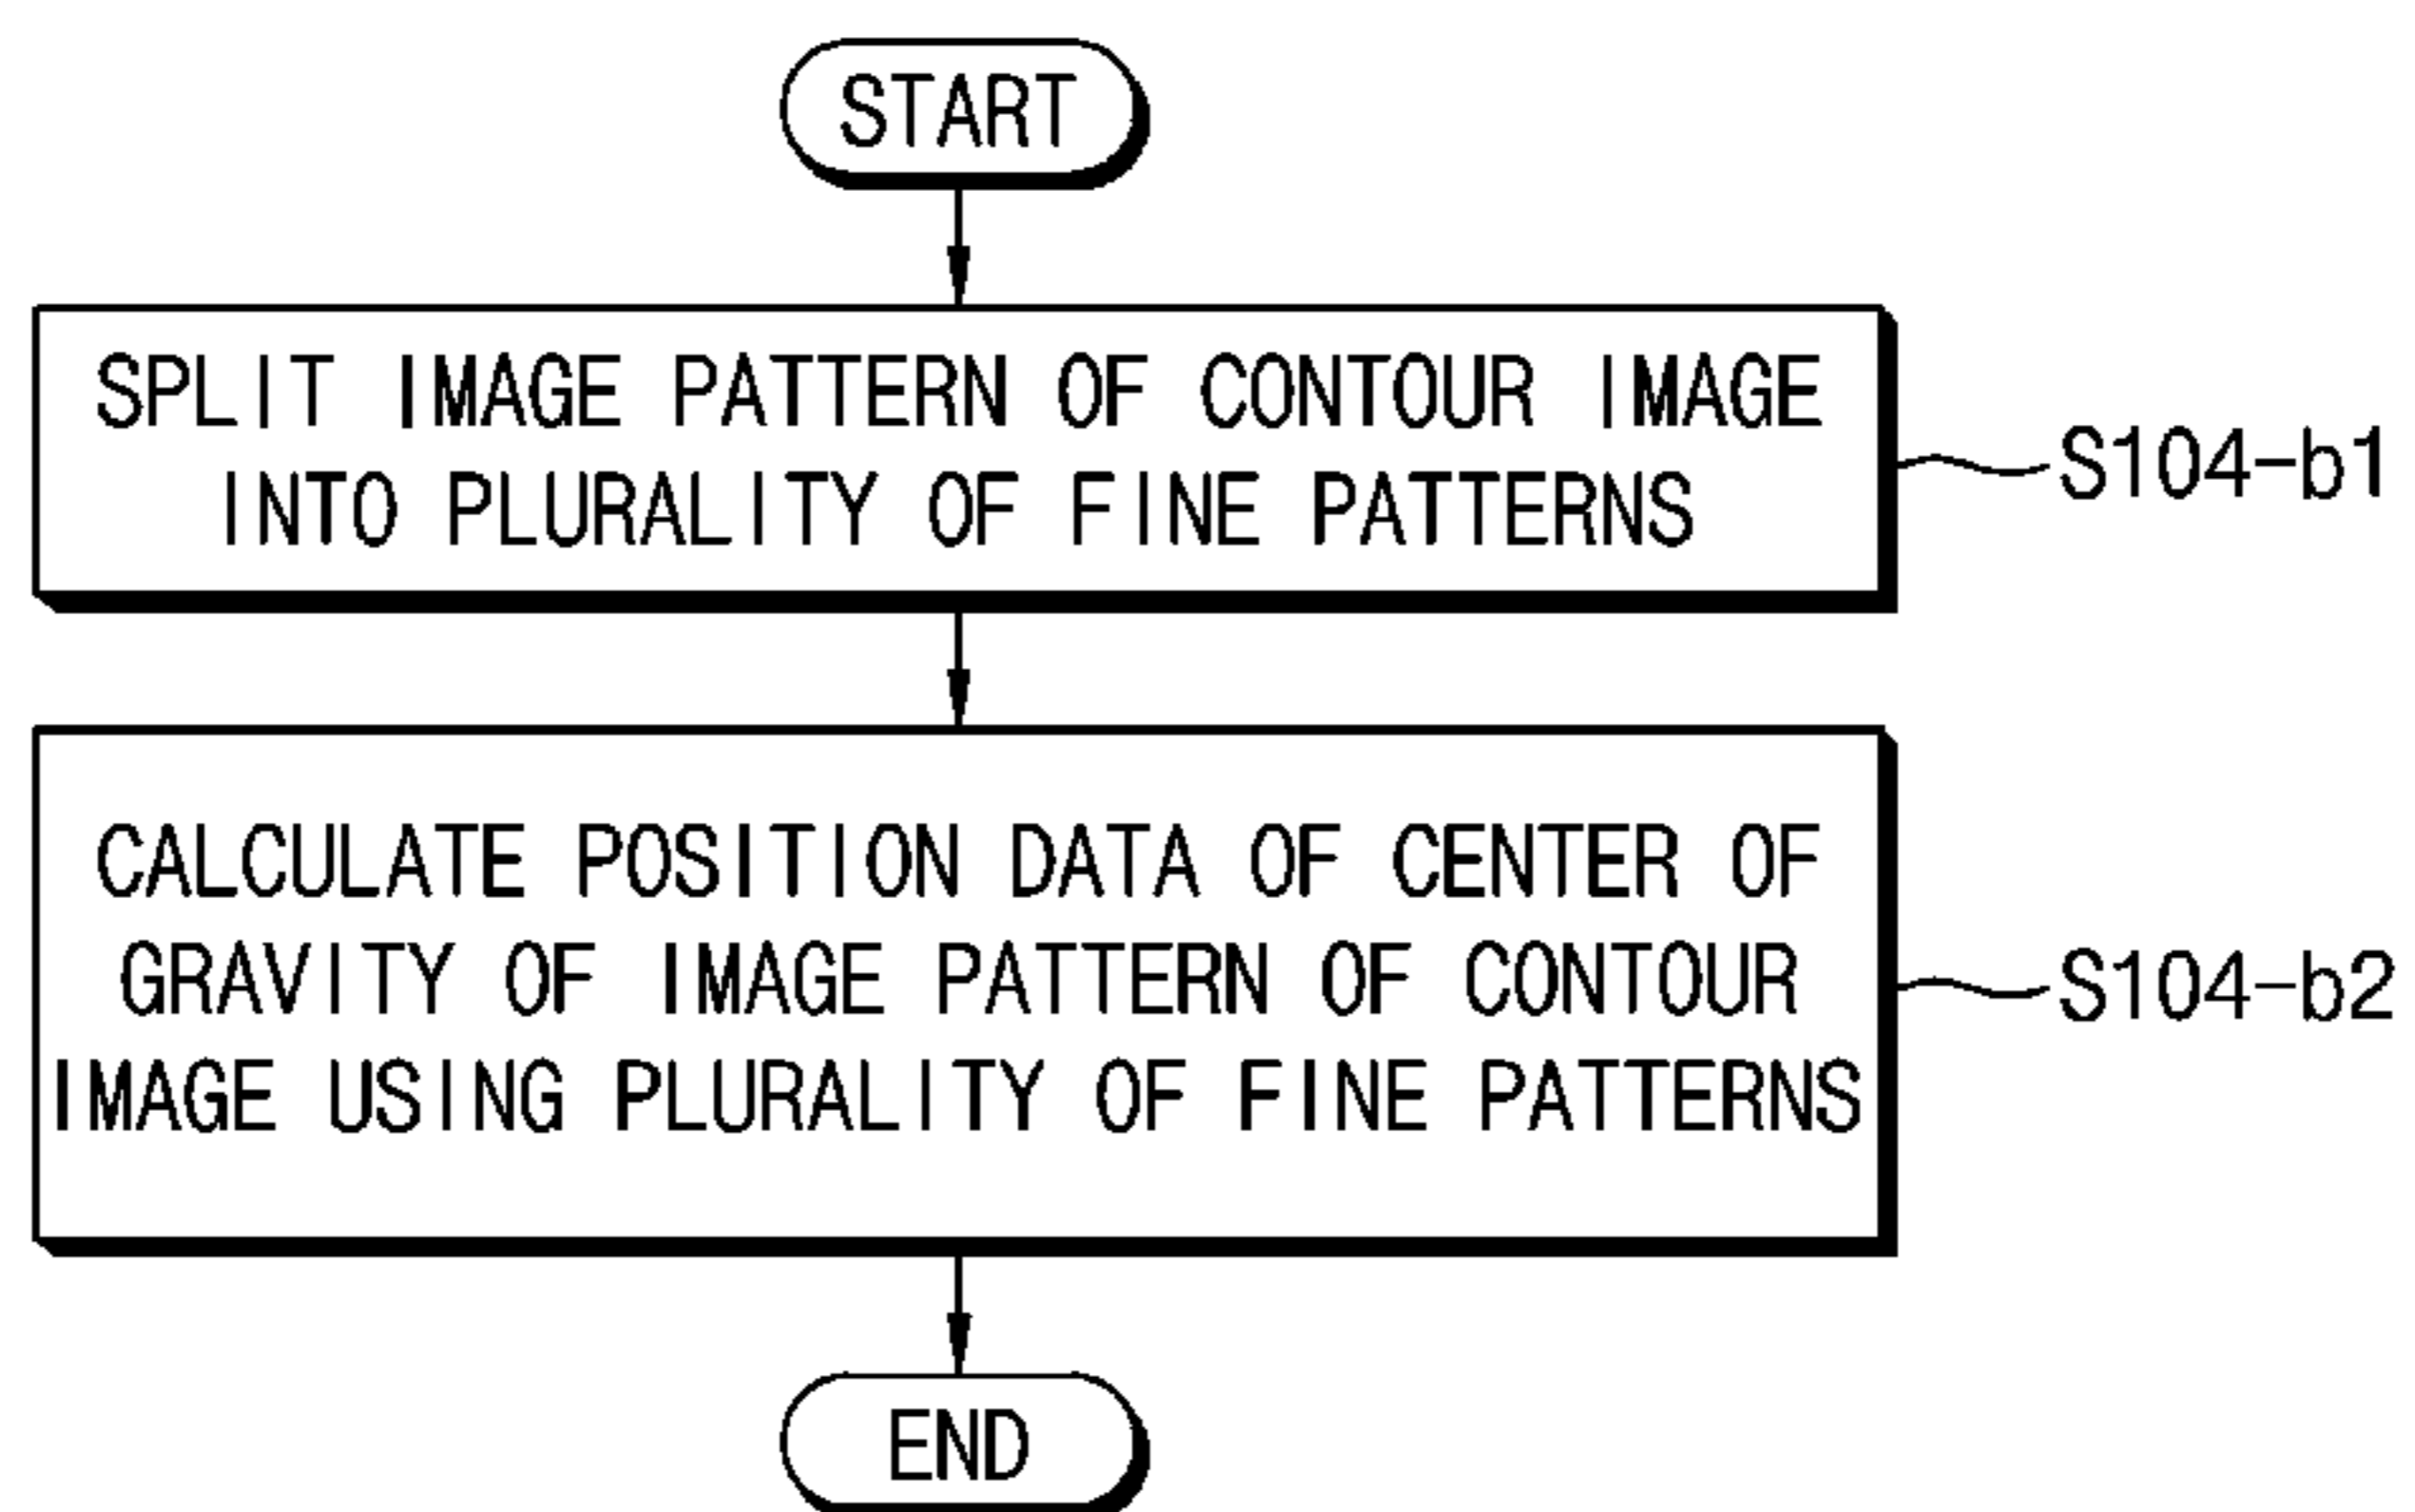 START
SPLIT IMAGE PATTERN OF CONTOUR IMAGE
INTO PLURALITY OF FINE PATTERNS
S104-b1
CALCULATE POSITION DATA OF CENTER OF
GRAVITY OF IMAGE PATTERN OF CONTOUR
IMAGE USING PLURALITY OF FINE PATTERNS
S104-b2
END